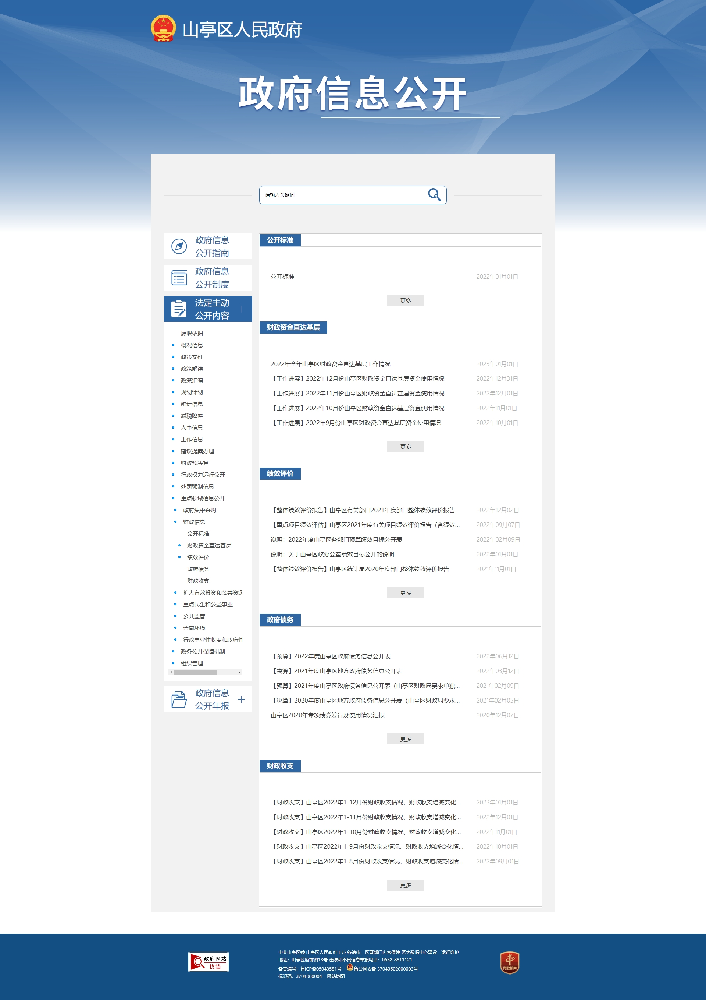 山亭区人民政府
政府信息公开
请输入关键词
政府信息
公开指南
政府信息
公开制度
法定主动
公开内容
履职依据
概况信息
政策文件
政策解读
政策汇编
规划计划
统计信息
减税降费
人事信息
工作信息
建议提案办理
财政预决算
行政权力运行公开
处罚强制信息
重点领域信息公开
政府集中采购
财政信息
公开标准
财政资金直达基层
绩效评价
政府债务
财政收支
扩大有效投资和公共资源
重点民生和公益事业
公共监管
营商环境
行政事业性收费和政府性
政务公开保障机制
组织管理
政府信息
公开年报
公开标准
公开标准 2022年01月01日
更多
财政资金直达基层
2022年全年山亭区财政资金直达基层工作情况 2023年01月01日
【工作进展】2022年12月份山亭区财政资金直达基层资金使用情况 2022年12月31日
【工作进展】2022年11月份山亭区财政资金直达基层资金使用情况 2022年12月01日
【工作进展】2022年10月份山亭区财政资金直达基层资金使用情况 2022年11月01日
【工作进展】2022年9月份山亭区财政资金直达基层资金使用情况 2022年10月01日
更多
绩效评价
【整体绩效评价报告】山亭区有关部门2021年度部门整体绩效评价报告 2022年12月02日
【重点项目绩效评估】山亭区2021年度有关项目绩效评价报告（含绩效... 2022年09月07日
说明：2022年度山亭区各部门预算绩效目标公开表 2022年02月09日
说明：关于山亭区政办公室绩效目标公开的说明 2022年01月01日
【整体绩效评价报告】山亭区统计局2020年度部门整体绩效评价报告 2021年11月01日
更多
政府债务
【预算】2022年度山亭区政府债务信息公开表 2022年06月12日
【决算】2021年度山亭区地方政府债务信息公开表 2022年03月12日
【预算】2021年度山亭区政府债务信息公开表（山亭区财政局要求单独... 2021年02月09日
【决算】2020年度山亭区地方政府债务信息公开表（山亭区财政局要求... 2021年02月05日
山亭区2020年专项债券发行及使用情况汇报 2020年12月07日
更多
财政收支
【财政收支】山亭区2022年1-12月份财政收支情况、财政收支增减变化... 2023年01月01日
【财政收支】山亭区2022年1-11月份财政收支情况、财政收支增减变化... 2022年12月01日
【财政收支】山亭区2022年1-10月份财政收支情况、财政收支增减变化... 2022年11月01日
【财政收支】山亭区2022年1-9月份财政收支情况、财政收支增减变化情... 2022年10月01日
【财政收支】山亭区2022年1-8月份财政收支情况、财政收支增减变化情... 2022年09月01日
更多
政府网站
找错
中共山亭区委 山亭区人民政府主办 各镇街、区直部门内容保障 区大数据中心建设、运行维护
地址：山亭区府前路13号 违法和不良信息举报电话：0632-8811121
备案编号：鲁ICP备05043581号 鲁公网安备 37040602000003号
标识码：3704060004 网站地图
党政机关